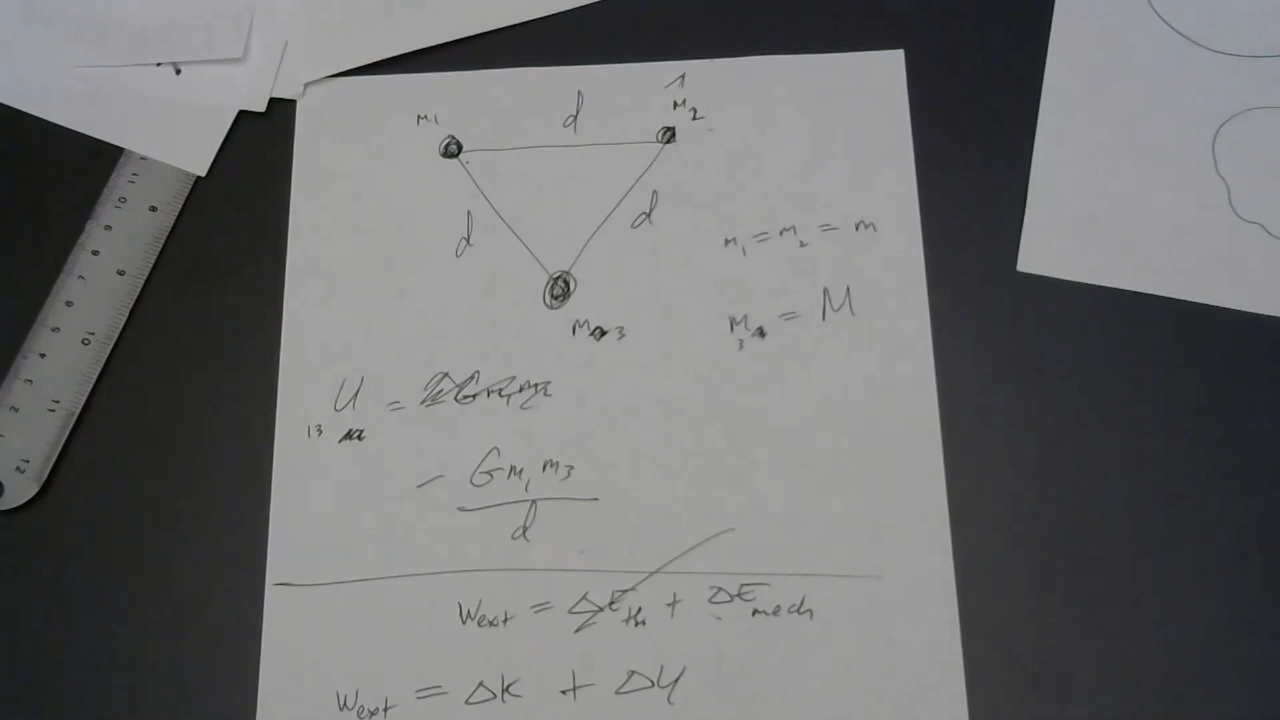 m1 d m2
d d
m1 = m2 = m
m3 = M
m3
U13 =
- Gm1m3 / d
Wext = ΔEth + ΔEmech
Wext = ΔK + ΔU